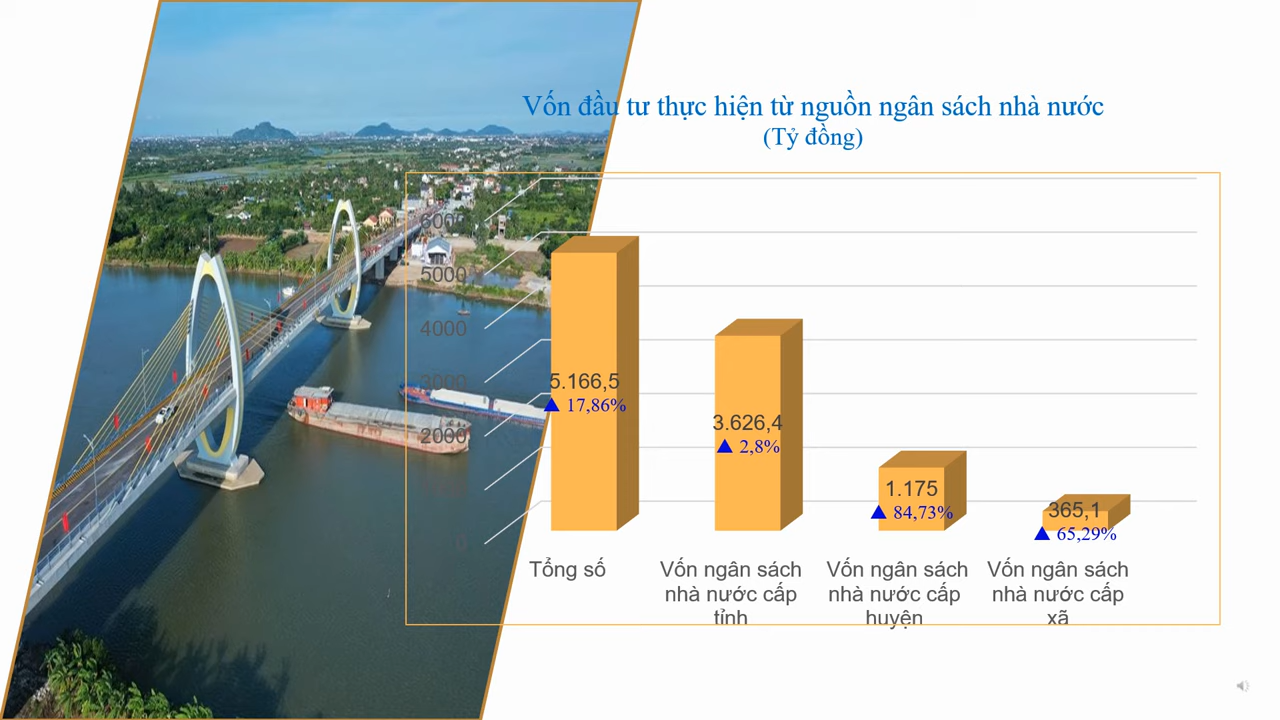 Vốn đầu tư thực hiện từ nguồn ngân sách nhà nước
(Tỷ đồng)
6000
5000
4000
3000
2000
0
5.166,5
▲ 17,86%
3.626,4
▲ 2,8%
1.175
▲ 84,73%
365,1
▲ 65,29%
Tổng số
Vốn ngân sách
nhà nước cấp
tỉnh
Vốn ngân sách
nhà nước cấp
huyện
Vốn ngân sách
nhà nước cấp
xã